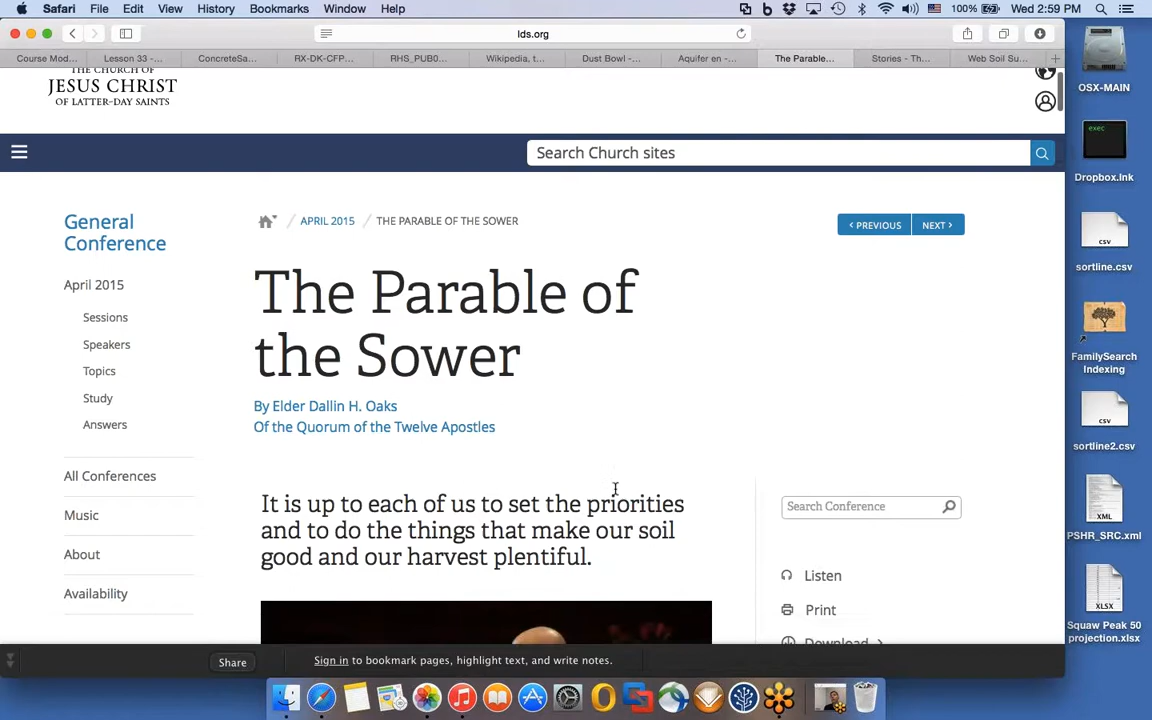 Safari File Edit View History Bookmarks Window Help 100% Wed 2:59 PM
lds.org
Course Mod... Lesson 33 -... ConcreteSa... RX-DK-CFP... RHS_PUB0... Wikipedia, t... Dust Bowl -... Aquifer en -... The Parable... Stories - Th... Web Soil Su... +
THE CHURCH OF
JESUS CHRIST
OF LATTER-DAY SAINTS
Search Church sites
General
Conference
April 2015
Sessions
Speakers
Topics
Study
Answers
All Conferences
Music
About
Availability
/ APRIL 2015 / THE PARABLE OF THE SOWER
< PREVIOUS NEXT >
The Parable of
the Sower
By Elder Dallin H. Oaks
Of the Quorum of the Twelve Apostles
It is up to each of us to set the priorities
and to do the things that make our soil
good and our harvest plentiful.
Search Conference
Listen
Print
Download >
Share
Sign in to bookmark pages, highlight text, and write notes.
OSX-MAIN
exec
Dropbox.lnk
csv
sortline.csv
FamilySearch
Indexing
csv
sortline2.csv
XML
PSHR_SRC.xml
XLSX
Squaw Peak 50
projection.xlsx